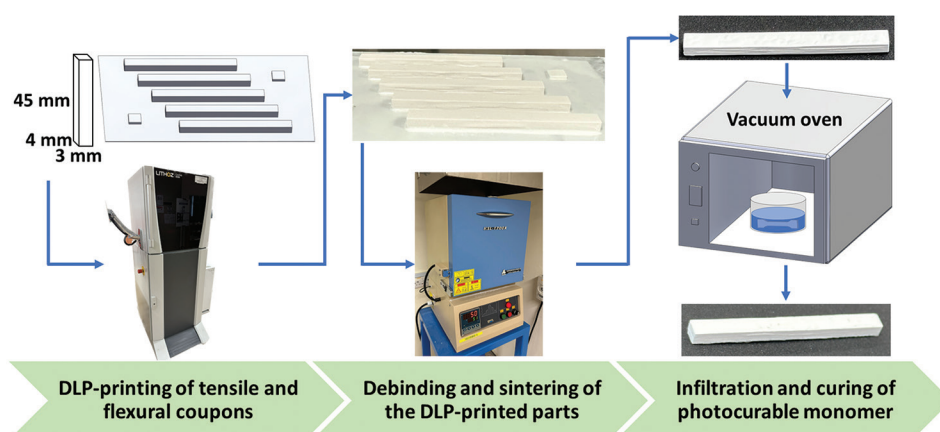 45 mm
4 mm
3 mm
LITHOZ
Vacuum oven
DLP-printing of tensile and
flexural coupons
Debinding and sintering of
the DLP-printed parts
Infiltration and curing of
photocurable monomer